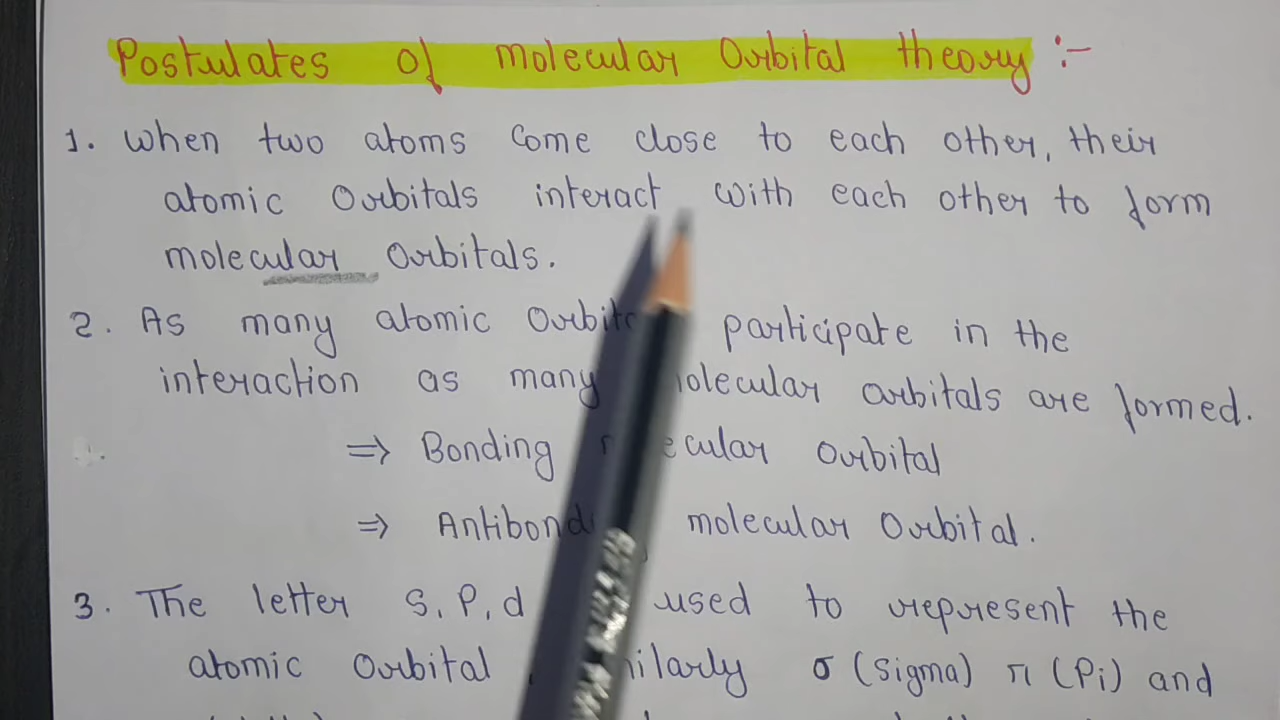 Postulates of molecular Orbital theory :-
1. When two atoms Come close to each other, their
atomic Orbitals interact with each other to form
molecular Orbitals.
2. As many atomic participate in the
interaction as many molecular orbitals are formed.
⇒ Bonding Orbital
⇒ molecular Orbital.
3. The letter S, P, d used to represent the
atomic Orbital σ (Sigma) π (Pi) and